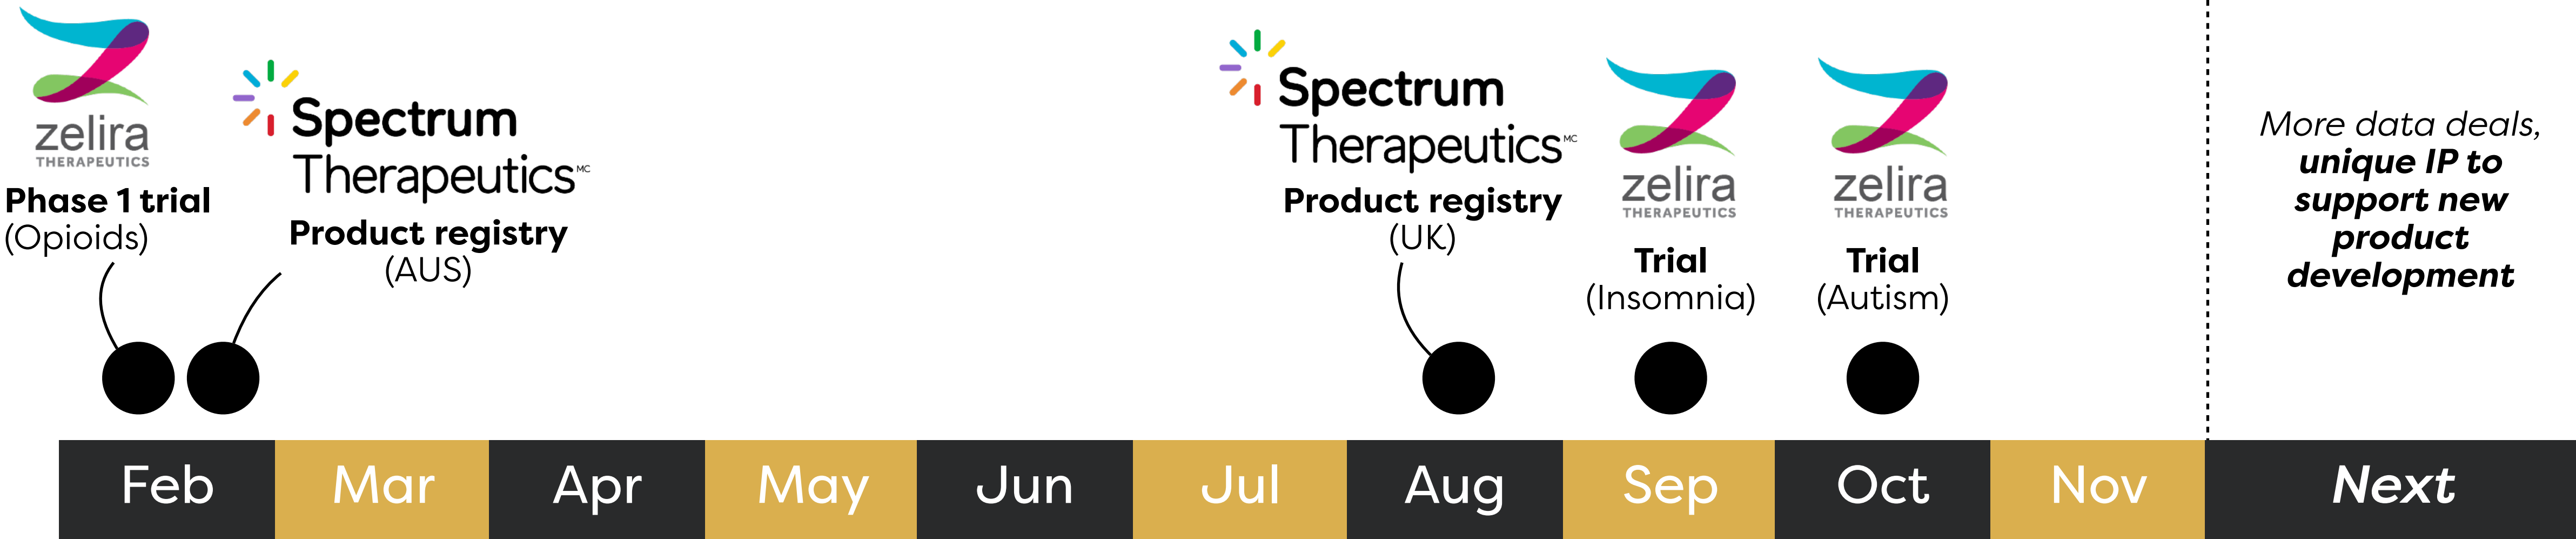 zelira
THERAPEUTICS
Phase 1 trial
(Opioids)
Spectrum
Therapeutics MC
Product registry
(AUS)
Spectrum
Therapeutics MC
Product registry
(UK)
zelira
THERAPEUTICS
Trial
(Insomnia)
zelira
THERAPEUTICS
Trial
(Autism)
More data deals,
unique IP to
support new
product
development
Feb
Mar
Apr
May
Jun
Jul
Aug
Sep
Oct
Nov
Next